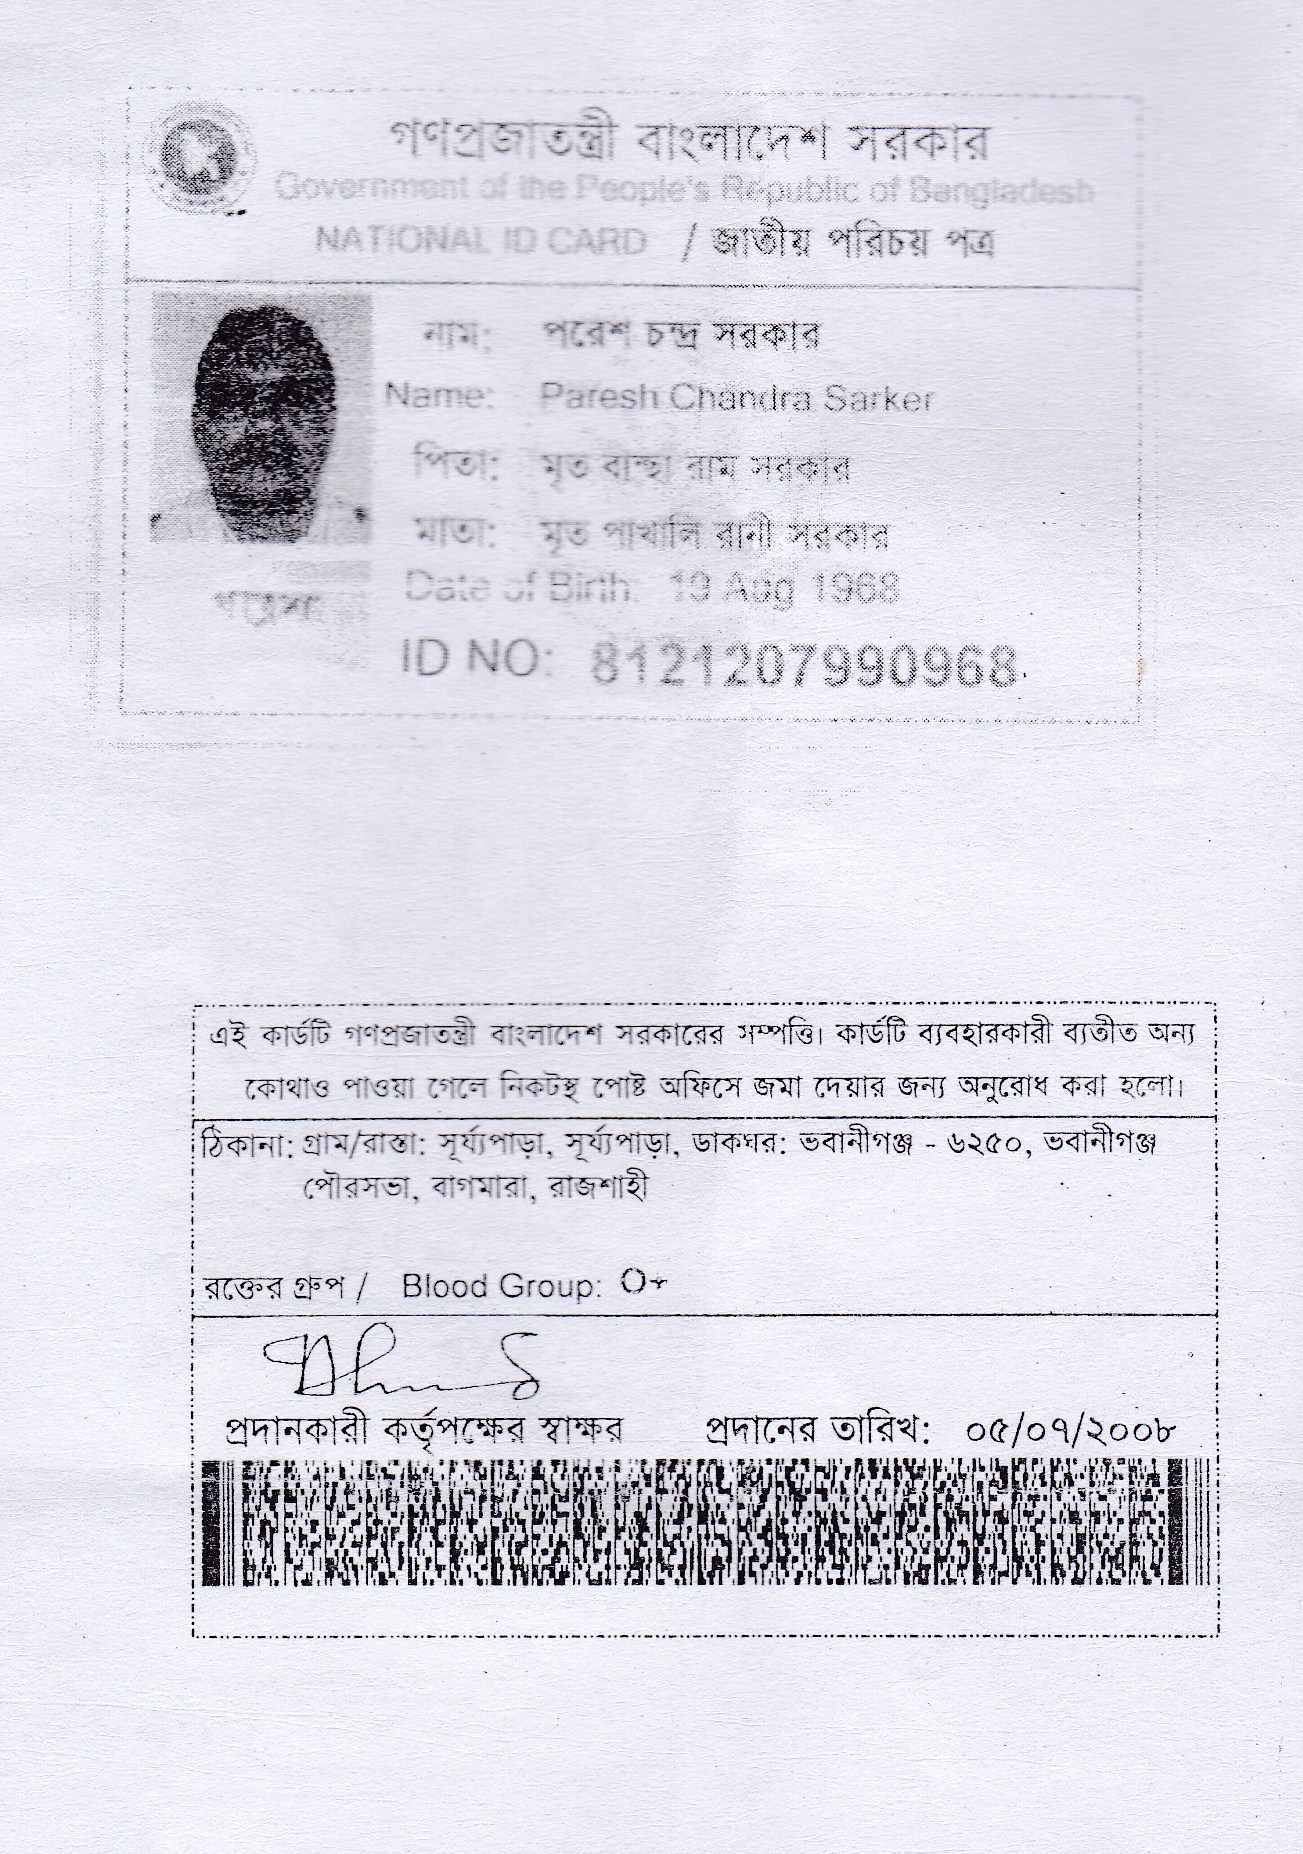 গণপ্রজাতন্ত্রী বাংলাদেশ সরকার
Government of the People's Republic of Bangladesh
NATIONAL ID CARD / জাতীয় পরিচয় পত্র
নাম: পরেশ চন্দ্র সরকার
Name: Paresh Chandra Sarker
পিতা: মৃত বাচ্ছা রাম সরকার
মাতা: মৃত পাখালি রানী সরকার
Date of Birth: 19 Aug 1968
ID NO: 8121207990968
এই কার্ডটি গণপ্রজাতন্ত্রী বাংলাদেশ সরকারের সম্পত্তি। কার্ডটি ব্যবহারকারী ব্যতীত অন্য
কোথাও পাওয়া গেলে নিকটস্থ পোষ্ট অফিসে জমা দেয়ার জন্য অনুরোধ করা হলো।
ঠিকানা: গ্রাম/রাস্তা: সূর্য্যপাড়া, সূর্য্যপাড়া, ডাকঘর: ভবানীগঞ্জ - ৬২৫০, ভবানীগঞ্জ
পৌরসভা, বাগমারা, রাজশাহী
রক্তের গ্রুপ / Blood Group: O+
প্রদানকারী কর্তৃপক্ষের স্বাক্ষর প্রদানের তারিখ: ০৫/০৭/২০০৮